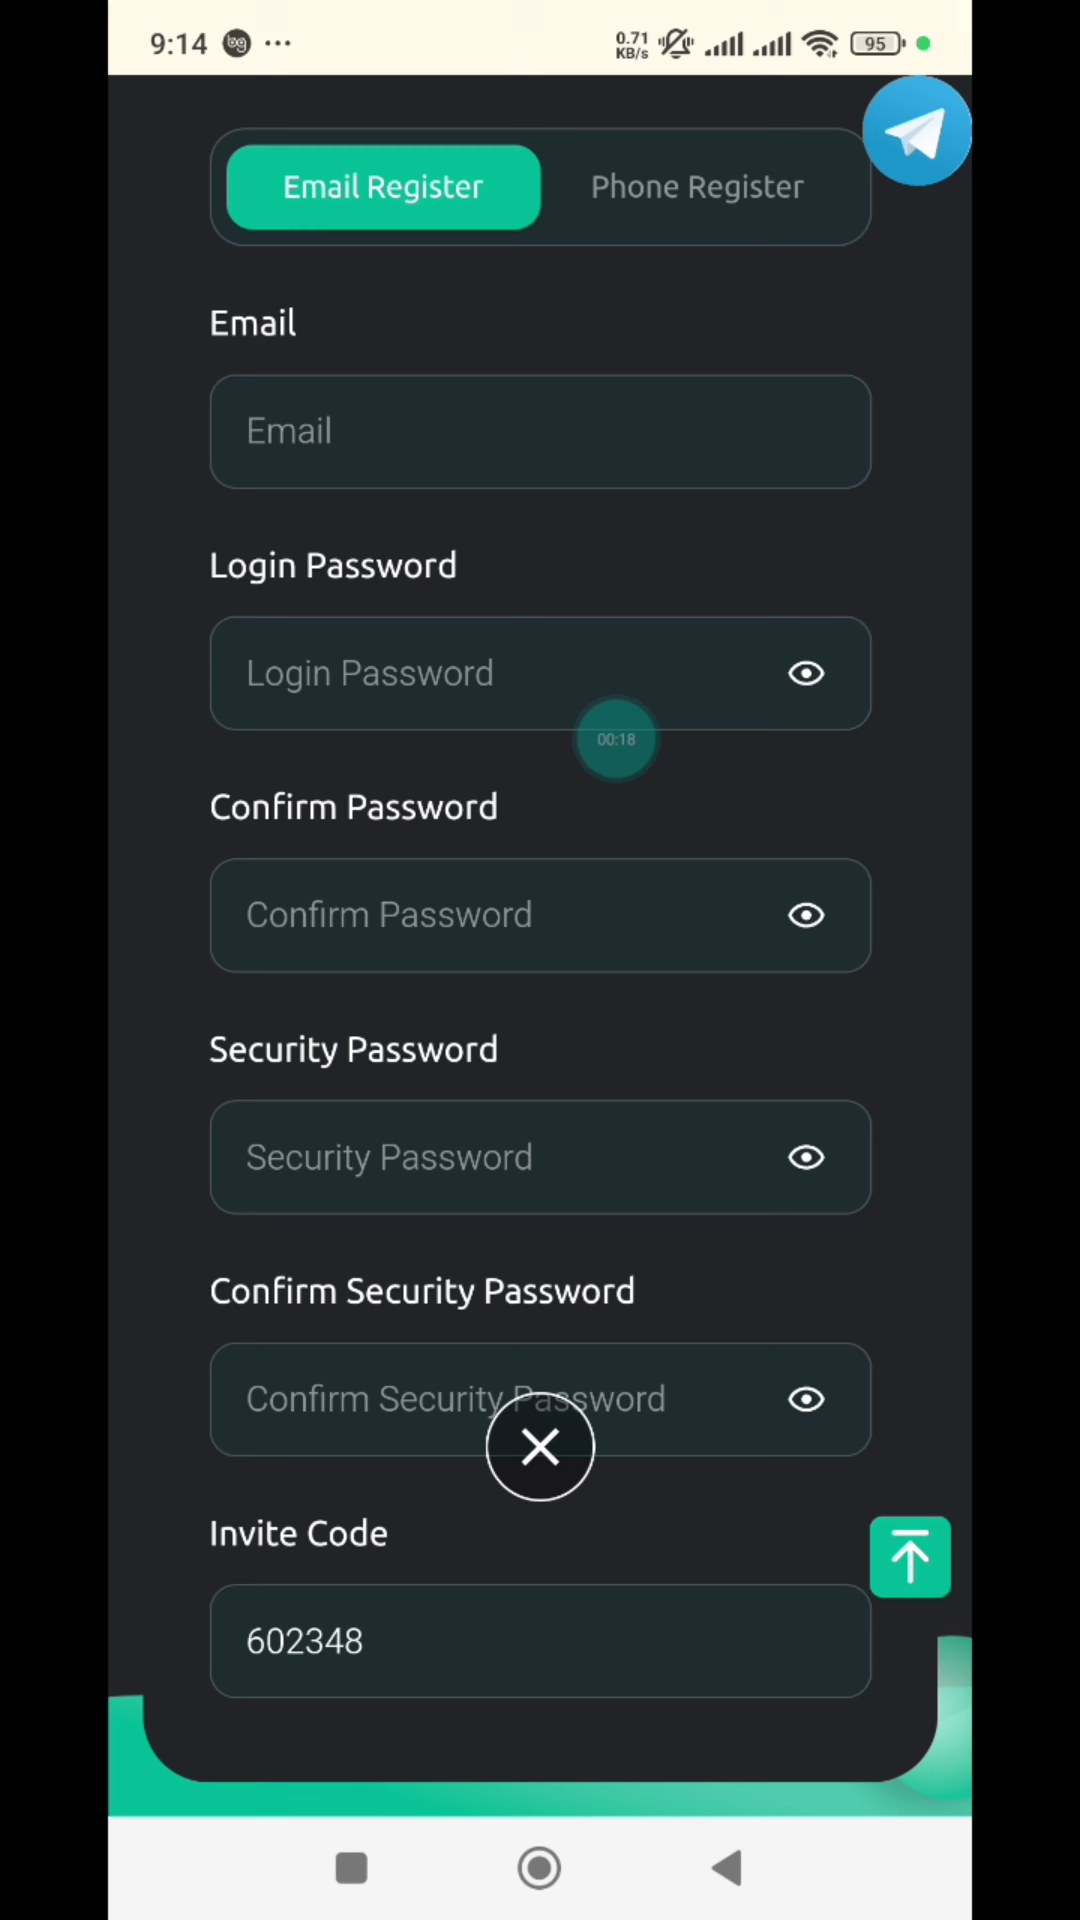 9:14
0.71
KB/s
95
Email Register
Phone Register
Email
Email
Login Password
Login Password
00:18
Confirm Password
Confirm Password
Security Password
Security Password
Confirm Security Password
Confirm Security Password
Invite Code
602348